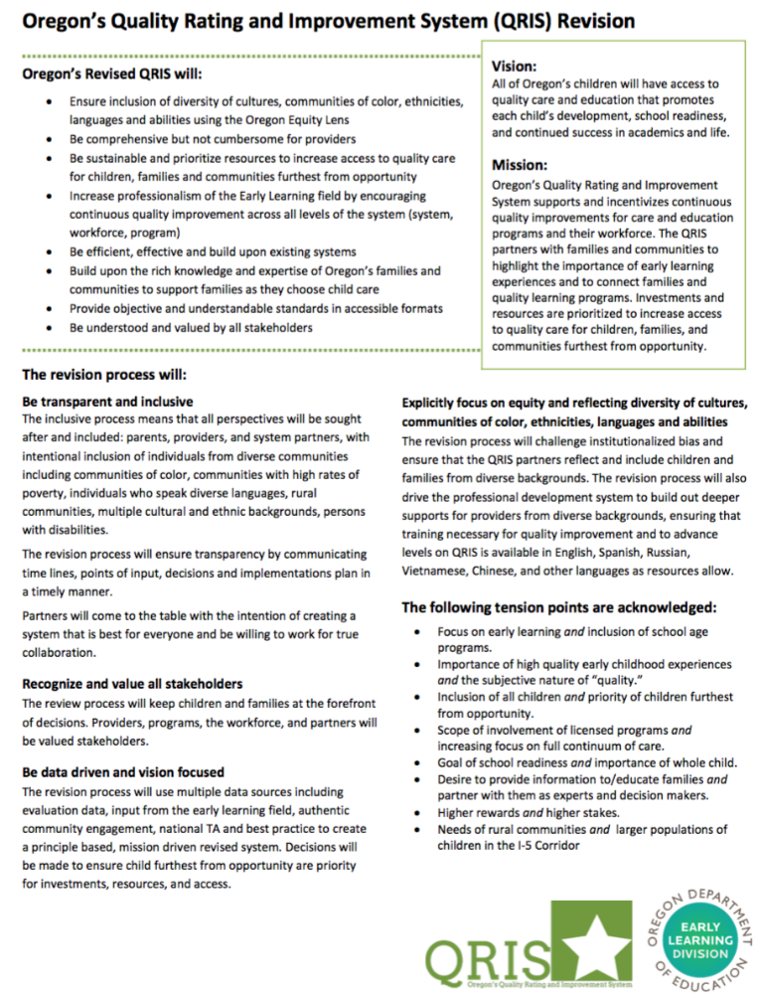 Oregon's Quality Rating and Improvement System (QRIS) Revision
Oregon's Revised QRIS will:
• Ensure inclusion of diversity of cultures, communities of color, ethnicities,
languages and abilities using the Oregon Equity Lens
• Be comprehensive but not cumbersome for providers
• Be sustainable and prioritize resources to increase access to quality care
for children, families and communities furthest from opportunity
• Increase professionalism of the Early Learning field by encouraging
continuous quality improvement across all levels of the system (system,
workforce, program)
• Be efficient, effective and build upon existing systems
• Build upon the rich knowledge and expertise of Oregon's families and
communities to support families as they choose child care
• Provide objective and understandable standards in accessible formats
• Be understood and valued by all stakeholders
Vision:
All of Oregon's children will have access to
quality care and education that promotes
each child's development, school readiness,
and continued success in academics and life.
Mission:
Oregon's Quality Rating and Improvement
System supports and incentivizes continuous
quality improvements for care and education
programs and their workforce. The QRIS
partners with families and communities to
highlight the importance of early learning
experiences and to connect families and
quality learning programs. Investments and
resources are prioritized to increase access
to quality care for children, families, and
communities furthest from opportunity.
The revision process will:
Be transparent and inclusive
The inclusive process means that all perspectives will be sought
after and included: parents, providers, and system partners, with
intentional inclusion of individuals from diverse communities
including communities of color, communities with high rates of
poverty, individuals who speak diverse languages, rural
communities, multiple cultural and ethnic backgrounds, persons
with disabilities.
The revision process will ensure transparency by communicating
time lines, points of input, decisions and implementations plan in
a timely manner.
Partners will come to the table with the intention of creating a
system that is best for everyone and be willing to work for true
collaboration.
Recognize and value all stakeholders
The review process will keep children and families at the forefront
of decisions. Providers, programs, the workforce, and partners will
be valued stakeholders.
Be data driven and vision focused
The revision process will use multiple data sources including
evaluation data, input from the early learning field, authentic
community engagement, national TA and best practice to create
a principle based, mission driven revised system. Decisions will
be made to ensure child furthest from opportunity are priority
for investments, resources, and access.
Explicitly focus on equity and reflecting diversity of cultures,
communities of color, ethnicities, languages and abilities
The revision process will challenge institutionalized bias and
ensure that the QRIS partners reflect and include children and
families from diverse backgrounds. The revision process will also
drive the professional development system to build out deeper
supports for providers from diverse backgrounds, ensuring that
training necessary for quality improvement and to advance
levels on QRIS is available in English, Spanish, Russian,
Vietnamese, Chinese, and other languages as resources allow.
The following tension points are acknowledged:
• Focus on early learning and inclusion of school age
programs.
• Importance of high quality early childhood experiences
and the subjective nature of "quality."
• Inclusion of all children and priority of children furthest
from opportunity.
• Scope of involvement of licensed programs and
increasing focus on full continuum of care.
• Goal of school readiness and importance of whole child.
• Desire to provide information to/educate families and
partner with them as experts and decision makers.
• Higher rewards and higher stakes.
• Needs of rural communities and larger populations of
children in the I-5 Corridor
QRIS
Oregon's Quality Rating and Improvement System
OREGON DEPARTMENT
OF EDUCATION
EARLY
LEARNING
DIVISION